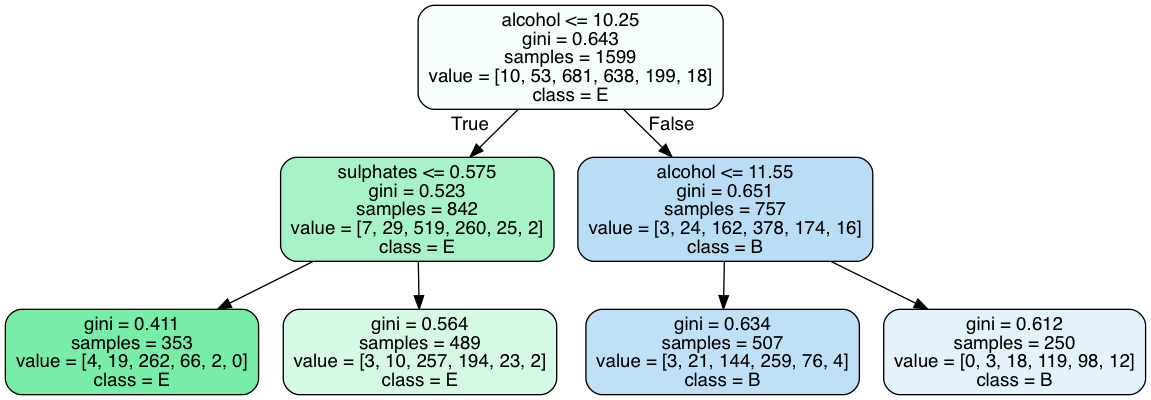 alcohol <= 10.25
gini = 0.643
samples = 1599
value = [10, 53, 681, 638, 199, 18]
class = E
True
False
sulphates <= 0.575
gini = 0.523
samples = 842
value = [7, 29, 519, 260, 25, 2]
class = E
alcohol <= 11.55
gini = 0.651
samples = 757
value = [3, 24, 162, 378, 174, 16]
class = B
gini = 0.411
samples = 353
value = [4, 19, 262, 66, 2, 0]
class = E
gini = 0.564
samples = 489
value = [3, 10, 257, 194, 23, 2]
class = E
gini = 0.634
samples = 507
value = [3, 21, 144, 259, 76, 4]
class = B
gini = 0.612
samples = 250
value = [0, 3, 18, 119, 98, 12]
class = B